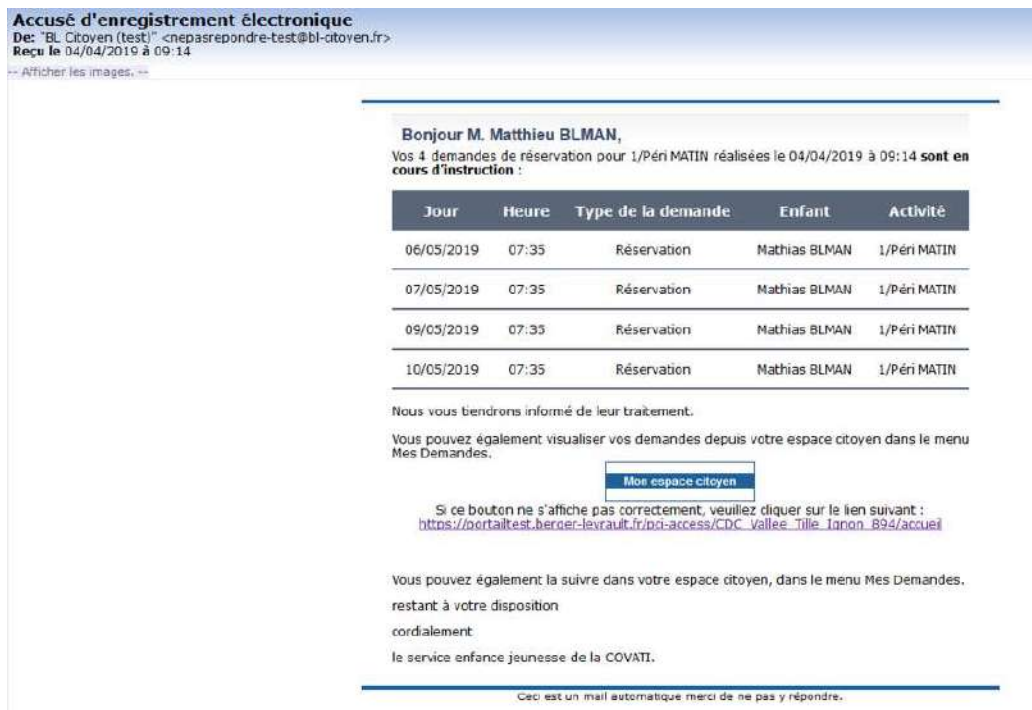 Accusé d'enregistrement électronique
De: "BL Citoyen (test)" <nepasrepondre-test@bl-citoyen.fr>
Reçu le 04/04/2019 à 09:14
-- Afficher les images. --
Bonjour M. Matthieu BLMAN,
Vos 4 demandes de réservation pour 1/Péri MATIN réalisées le 04/04/2019 à 09:14 sont en
cours d'instruction :
Jour Heure Type de la demande Enfant Activité
06/05/2019 07:35 Réservation Mathias BLMAN 1/Péri MATIN
07/05/2019 07:35 Réservation Mathias BLMAN 1/Péri MATIN
09/05/2019 07:35 Réservation Mathias BLMAN 1/Péri MATIN
10/05/2019 07:35 Réservation Mathias BLMAN 1/Péri MATIN
Nous vous tiendrons informé de leur traitement.
Vous pouvez également visualiser vos demandes depuis votre espace citoyen dans le menu
Mes Demandes.
Mon espace citoyen
Si ce bouton ne s'affiche pas correctement, veuillez cliquer sur le lien suivant :
https://portailtest.berger-levrault.fr/pci-access/CDC_Vallee_Tille_Ignon_B94/accueil
Vous pouvez également la suivre dans votre espace citoyen, dans le menu Mes Demandes.
restant à votre disposition
cordialement
le service enfance jeunesse de la COVATI.
Ceci est un mail automatique merci de ne pas y répondre.